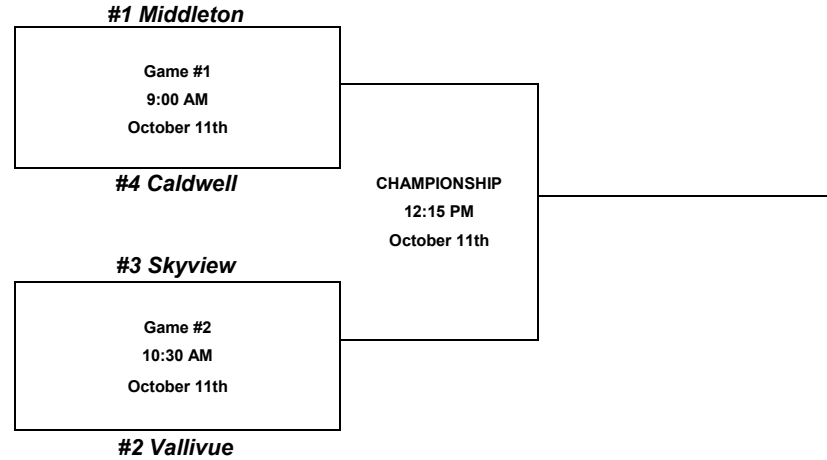 #1 Middleton
Game #1
9:00 AM
October 11th
#4 Caldwell
CHAMPIONSHIP
12:15 PM
October 11th
#3 Skyview
Game #2
10:30 AM
October 11th
#2 Vallivue